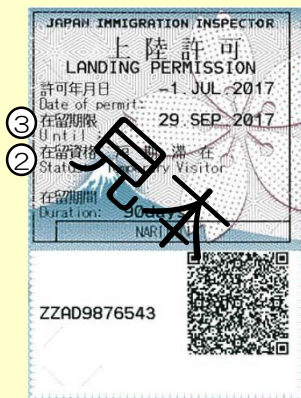 JAPAN IMMIGRATION INSPECTOR
上陸許可
LANDING PERMISSION
許可年月日 -1.JUL.2017
Date of permit:
③ 在留期限 29.SEP.2017
Until
② 在留資格 短期滞在
Visitor
在留期間
Duration: 90days
見本
ZZAD9876543